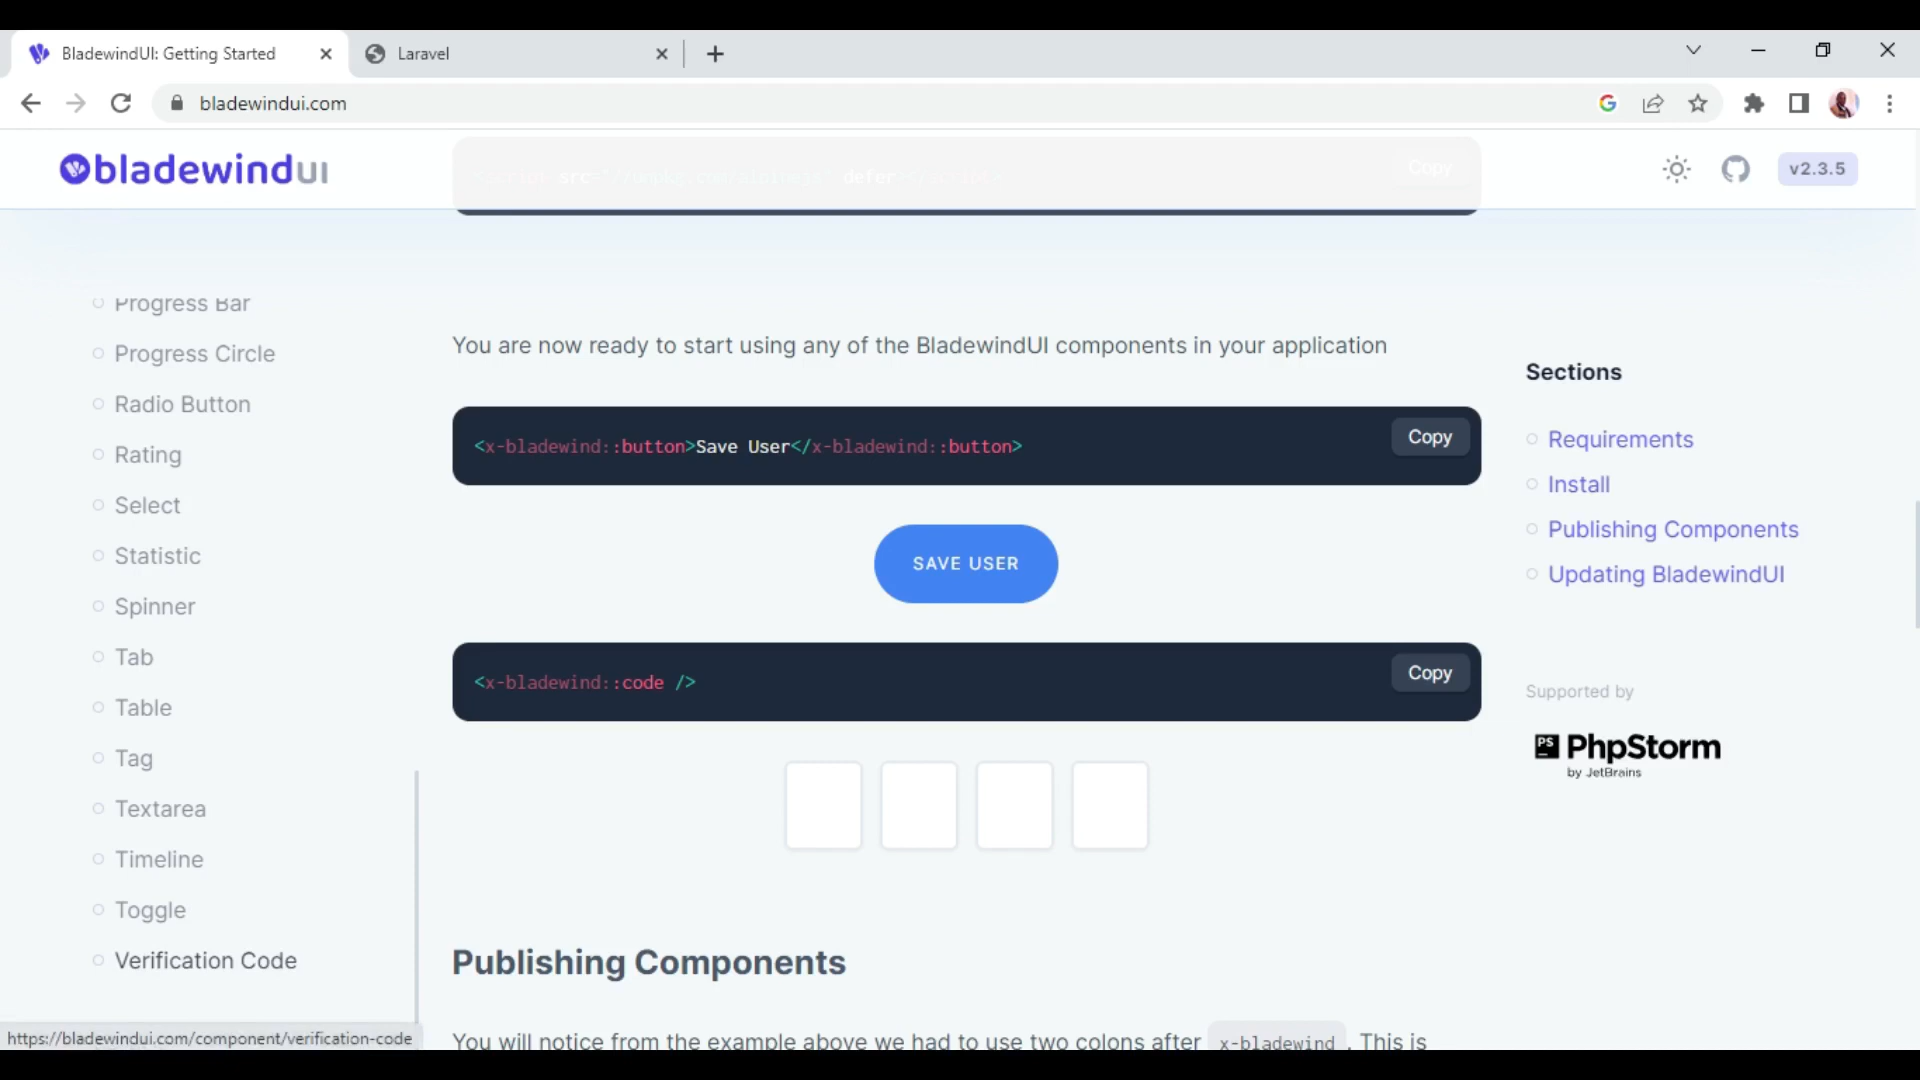 BladewindUI: Getting Started
Laravel
bladewindui.com
bladewindUI
src=
defer
Copy
v2.3.5
Progress Bar
Progress Circle
Radio Button
Rating
Select
Statistic
Spinner
Tab
Table
Tag
Textarea
Timeline
Toggle
Verification Code
https://bladewindui.com/component/verification-code
You are now ready to start using any of the BladewindUI components in your application
<x-bladewind::button>Save User</x-bladewind::button>
Copy
SAVE USER
<x-bladewind::code />
Copy
Publishing Components
You will notice from the example above we had to use two colons after x-bladewind . This is
Sections
Requirements
Install
Publishing Components
Updating BladewindUI
Supported by
PS PhpStorm
by JetBrains